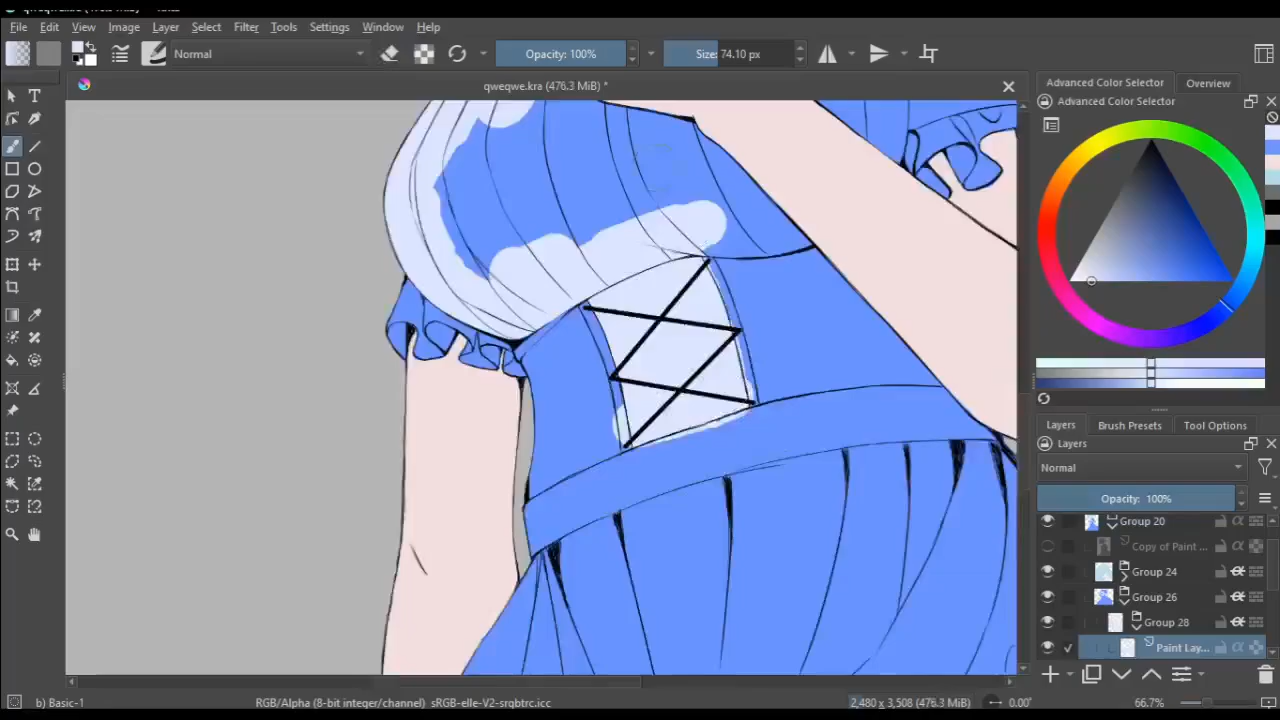 File Edit View Image Layer Select Filter Tools Settings Window Help
Normal
Opacity: 100%
Size: 74.10 px
qweqwe.kra (476.3 MiB) *
Advanced Color Selector
Overview
Advanced Color Selector
Layers
Brush Presets
Tool Options
Layers
Normal
Opacity: 100%
Group 20
Copy of Paint ...
Group 24
Group 26
Group 28
Paint Lay...
b) Basic-1
RGB/Alpha (8-bit integer/channel) sRGB-elle-V2-srqbtrc.icc
2,480 x 3,508 (476.3 MiB)
0.00°
66.7%